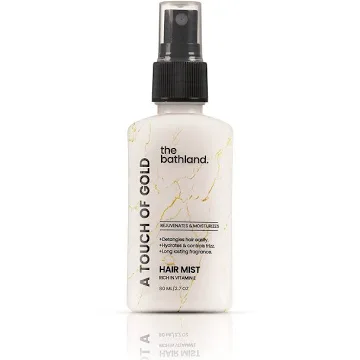 the
bathland.
A TOUCH OF GOLD
REJUVENATES & MOISTURIZES
•Detangles hair easily.
•Hydrates & controls frizz.
•Long lasting fragrance.
HAIR MIST
RICH IN VITAMIN E
80 ML/2.7 OZ